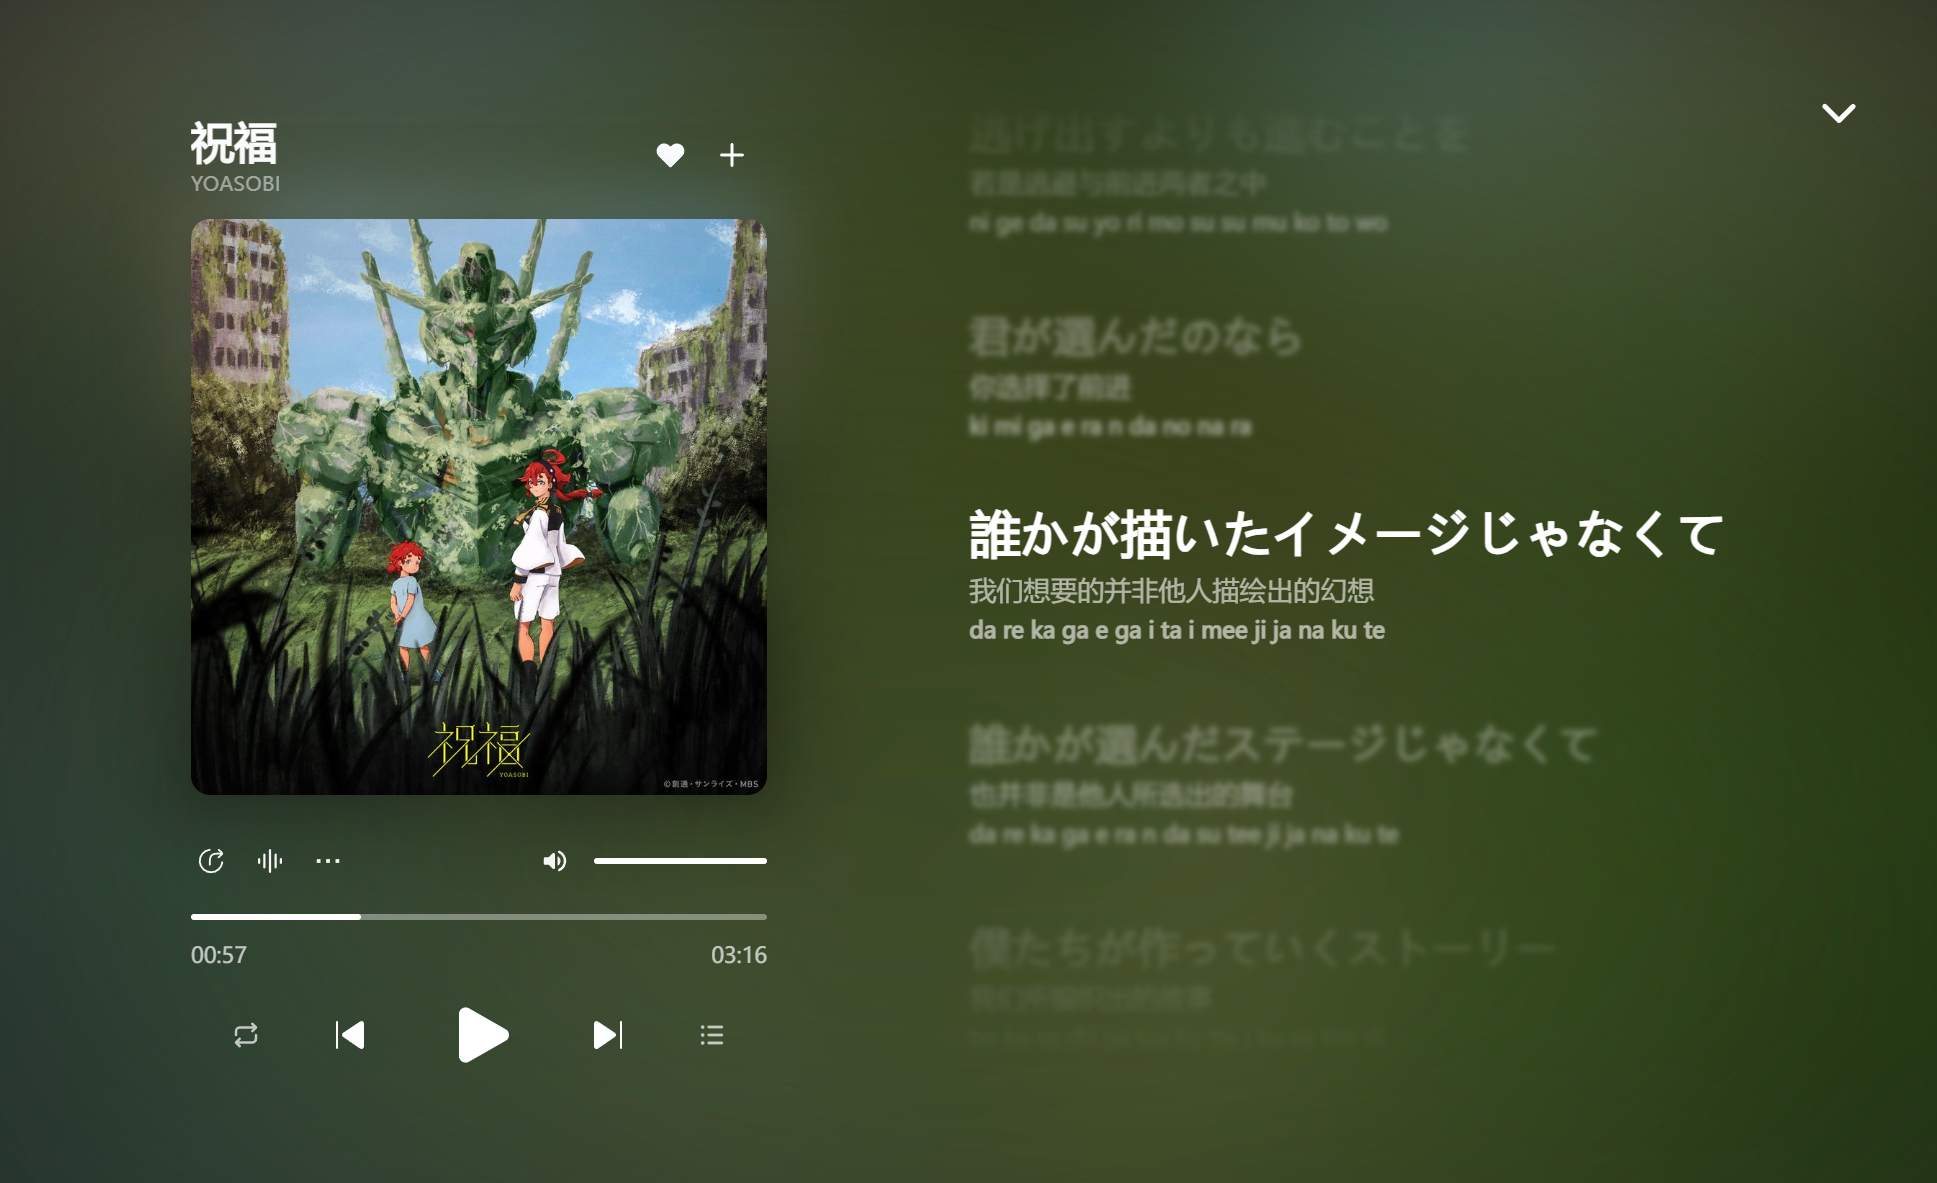 祝福
YOASOBI
祝福
YOASOBI
©創通・サンライズ・MBS
00:57
03:16
逃げ出すよりも進むことを
若是逃避与前进两者之中
ni ge da su yo ri mo su su mu ko to wo
君が選んだのなら
你选择了前进
ki mi ga e ra n da no na ra
誰かが描いたイメージじゃなくて
我们想要的并非他人描绘出的幻想
da re ka ga e ga i ta i mee ji ja na ku te
誰かが選んだステージじゃなくて
也并非是他人所选出的舞台
da re ka ga e ra n da su tee ji ja na ku te
僕たちが作っていくストーリー
我们所编织出的故事